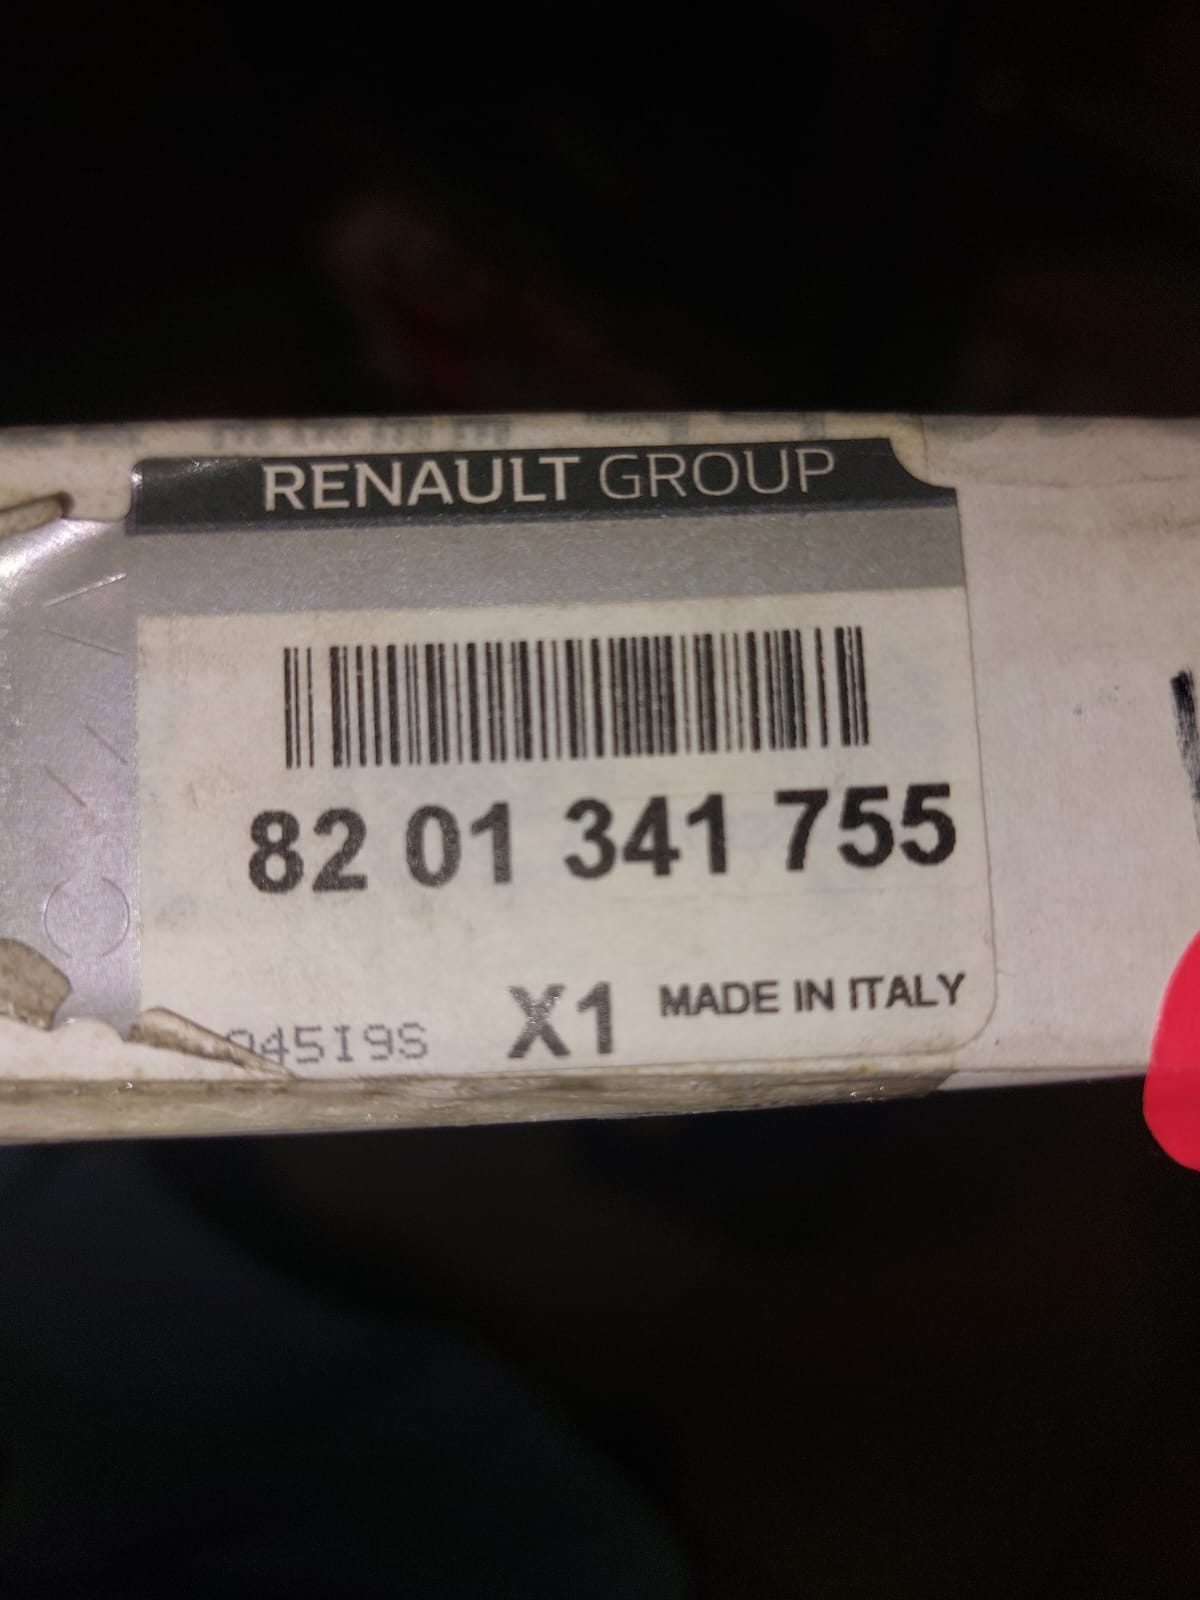 RENAULT GROUP
82 01 341 755
X1 MADE IN ITALY